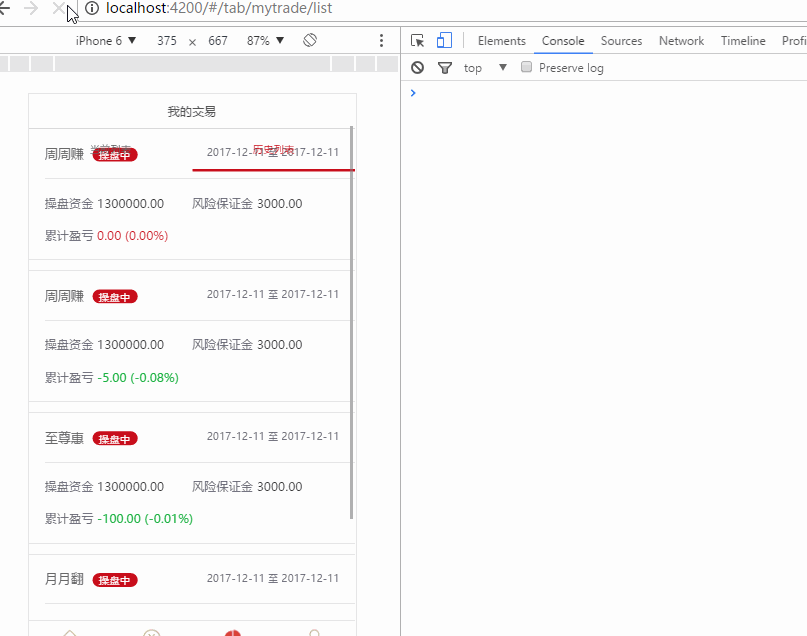 localhost:4200/#/tab/mytrade/list
iPhone 6 ▼ 375 × 667 87% ▼
Elements Console Sources Network Timeline Profi
top ▼ Preserve log
我的交易
当前列表 历史列表
周周赚 操盘中 2017-12-11 至 2017-12-11
操盘资金 1300000.00 风险保证金 3000.00
累计盈亏 0.00 (0.00%)
周周赚 操盘中 2017-12-11 至 2017-12-11
操盘资金 1300000.00 风险保证金 3000.00
累计盈亏 -5.00 (-0.08%)
至尊惠 操盘中 2017-12-11 至 2017-12-11
操盘资金 1300000.00 风险保证金 3000.00
累计盈亏 -100.00 (-0.01%)
月月翻 操盘中 2017-12-11 至 2017-12-11